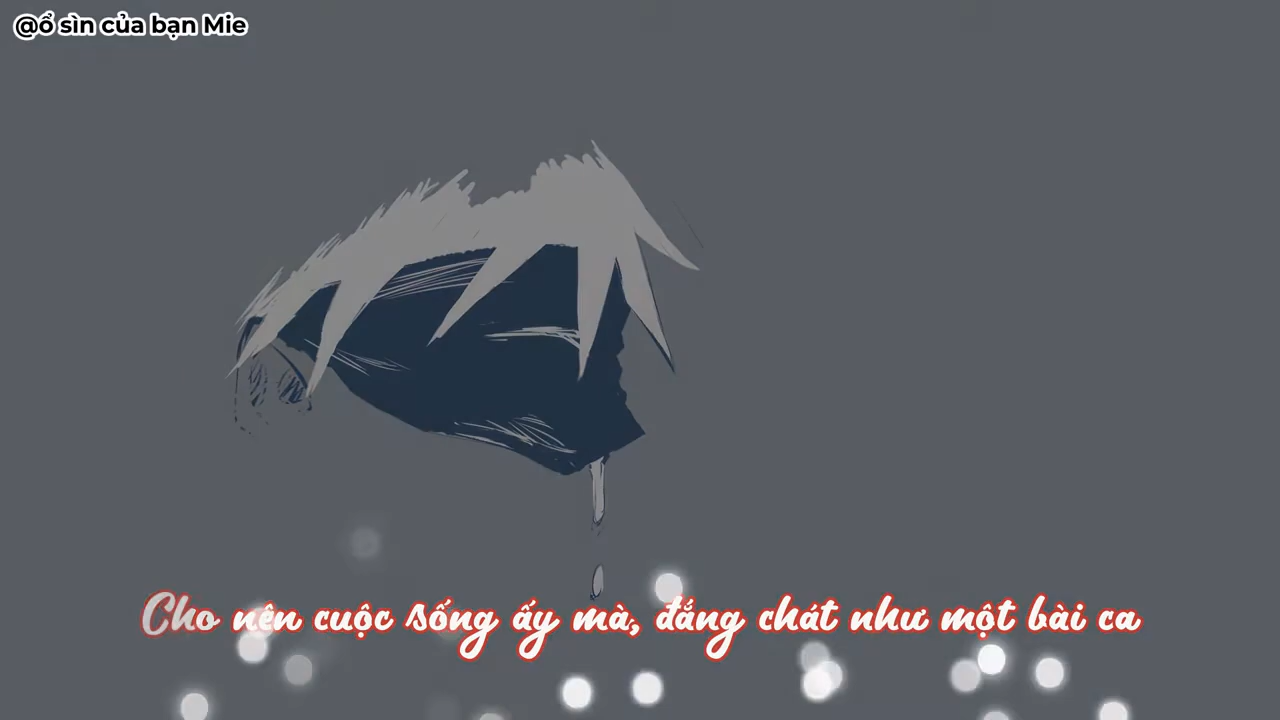 @ổ sìn của bạn Mie
Cho nên cuộc sống ấy mà, đắng chát như một bài ca